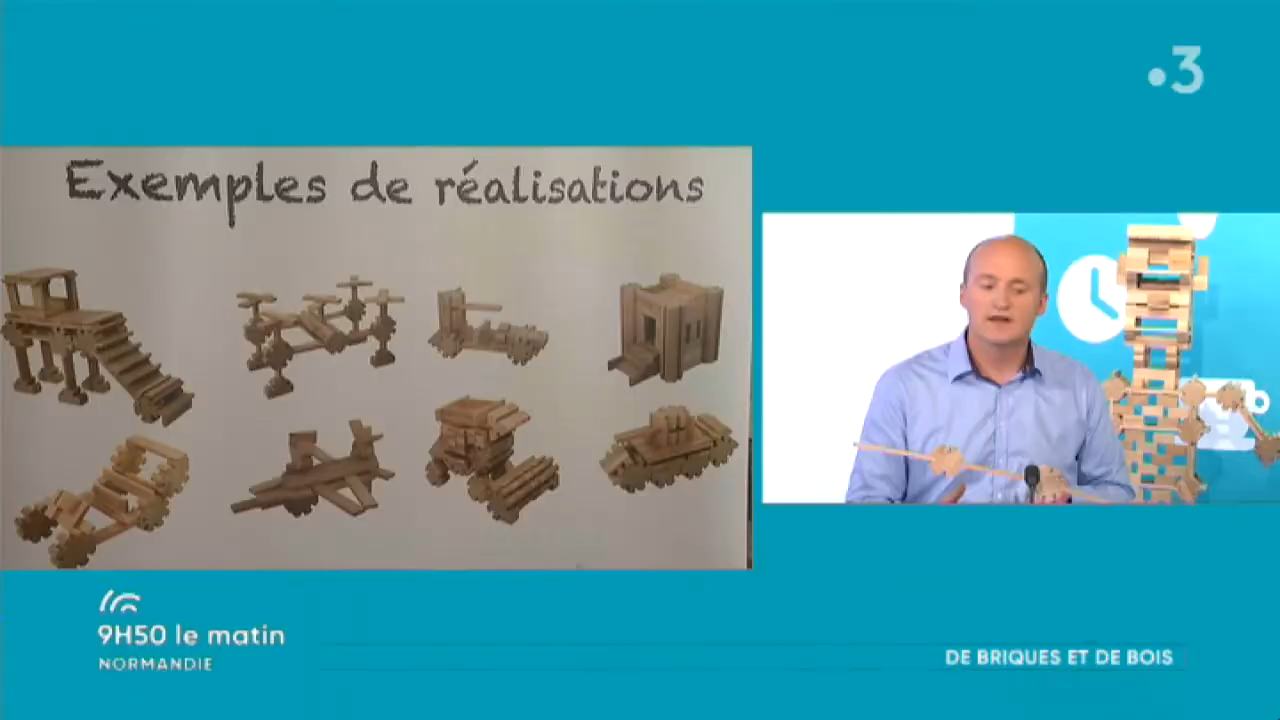 3
Exemples de réalisations
9H50 le matin
NORMANDIE
DE BRIQUES ET DE BOIS